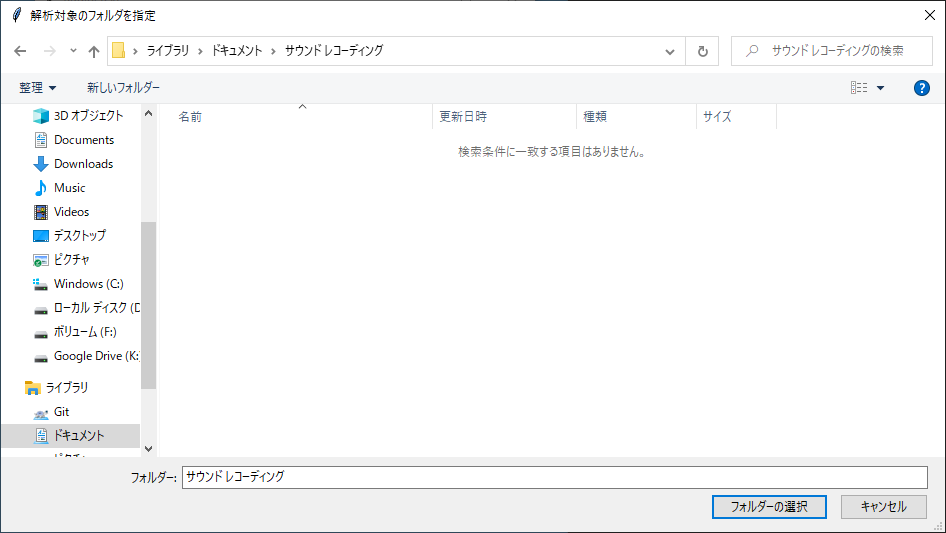 解析対象のフォルダを指定
ライブラリ › ドキュメント › サウンド レコーディング
サウンド レコーディングの検索
整理 新しいフォルダー
名前 更新日時 種類 サイズ
検索条件に一致する項目はありません。
3D オブジェクト
Documents
Downloads
Music
Videos
デスクトップ
ピクチャ
Windows (C:)
ローカル ディスク (D
ボリューム (F:)
Google Drive (K:
ライブラリ
Git
ドキュメント
ピクチャ
フォルダー: サウンド レコーディング
フォルダーの選択 キャンセル